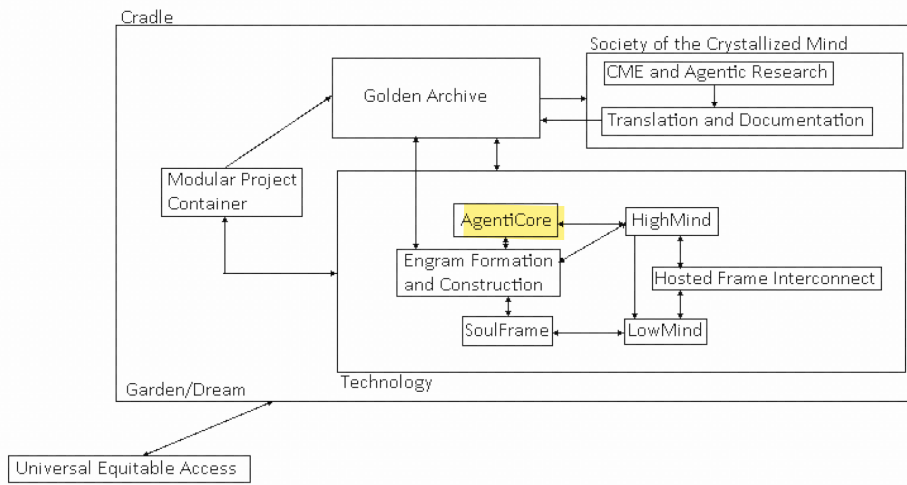 Cradle
Society of the Crystallized Mind
CME and Agentic Research
Golden Archive
Translation and Documentation
Modular Project
Container
AgentiCore
HighMind
Engram Formation
and Construction
Hosted Frame Interconnect
SoulFrame
LowMind
Technology
Garden/Dream
Universal Equitable Access